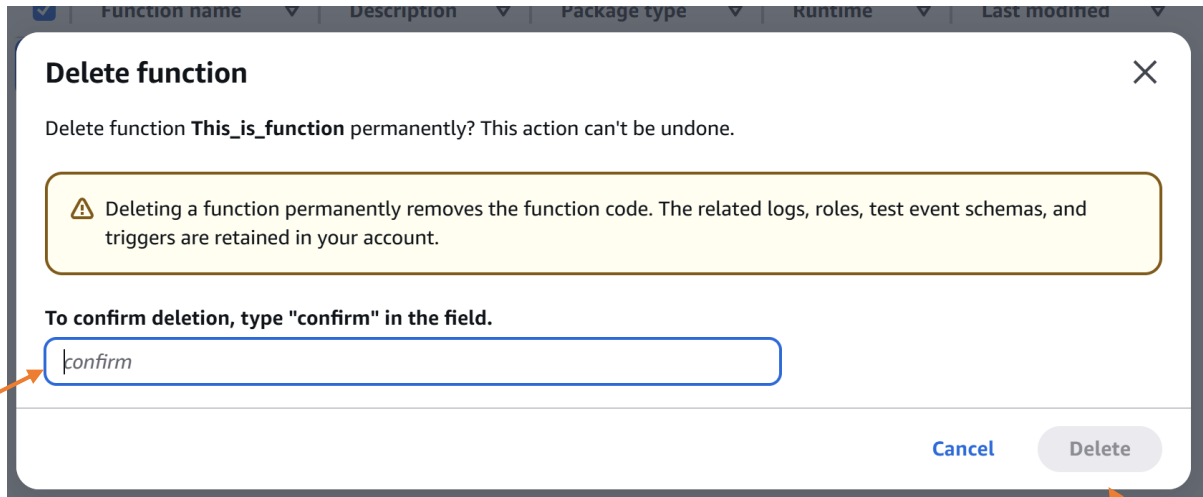 Function name Description Package type Runtime Last modified
Delete function
Delete function This_is_function permanently? This action can't be undone.
Deleting a function permanently removes the function code. The related logs, roles, test event schemas, and
triggers are retained in your account.
To confirm deletion, type "confirm" in the field.
confirm
Cancel Delete